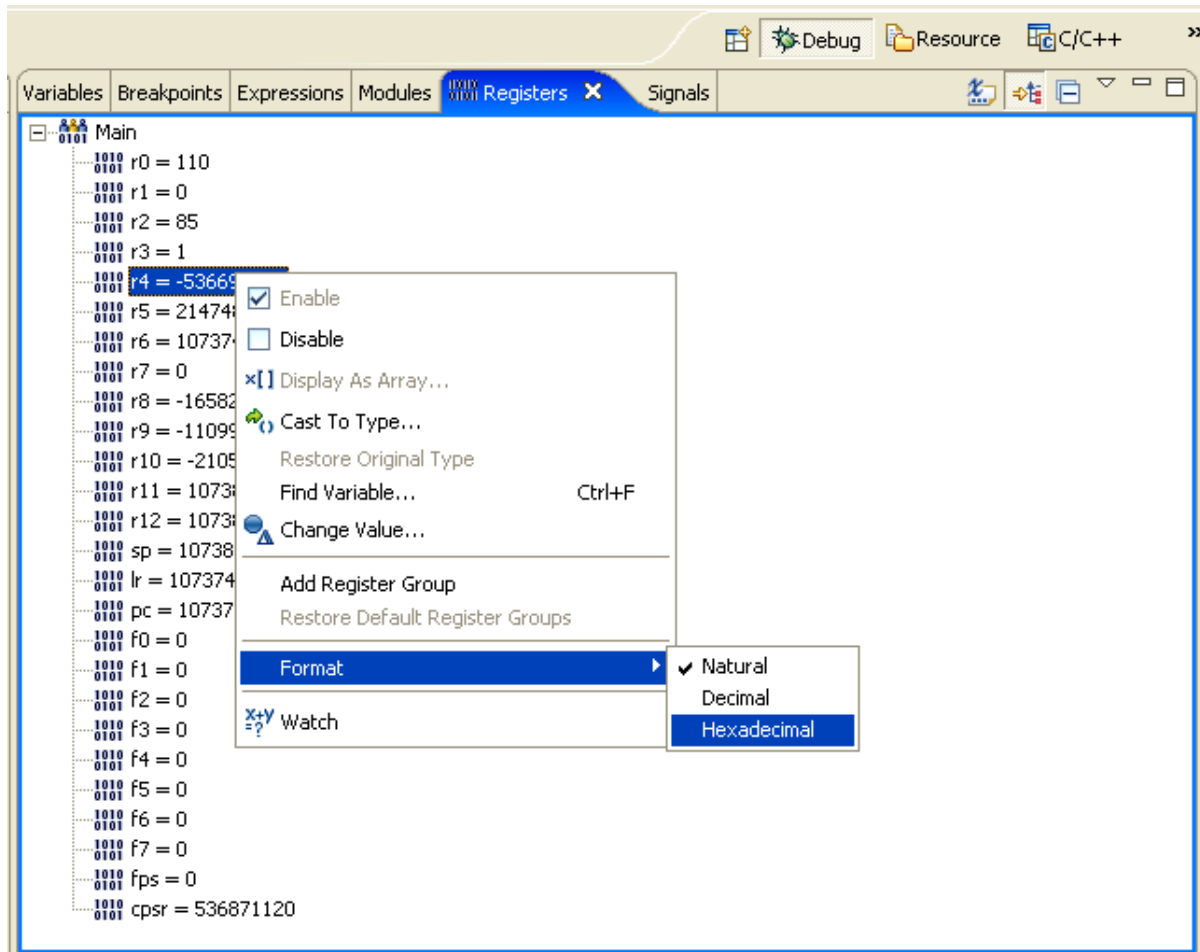 Debug Resource C/C++
Variables Breakpoints Expressions Modules Registers Signals
Main
r0 = 110
r1 = 0
r2 = 85
r3 = 1
r4 = -53669
r5 = 21474
r6 = 10737
r7 = 0
r8 = -16582
r9 = -11099
r10 = -2105
r11 = 1073
r12 = 1073
sp = 10738
lr = 107374
pc = 10737
f0 = 0
f1 = 0
f2 = 0
f3 = 0
f4 = 0
f5 = 0
f6 = 0
f7 = 0
fps = 0
cpsr = 536871120
Enable
Disable
Display As Array...
Cast To Type...
Restore Original Type
Find Variable... Ctrl+F
Change Value...
Add Register Group
Restore Default Register Groups
Format
Watch
Natural
Decimal
Hexadecimal